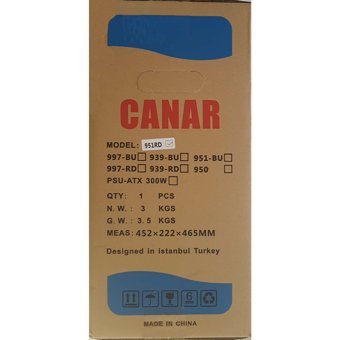 CANAR
MODEL: 951RD
997-BU 939-BU 951-BU
997-RD 939-RD 950
PSU-ATX 300W
QTY: 1 PCS
N. W. : 3 KGS
G. W. : 3. 5 KGS
MEAS: 452×222×465MM
Designed in istanbul Turkey
6
MADE IN CHINA